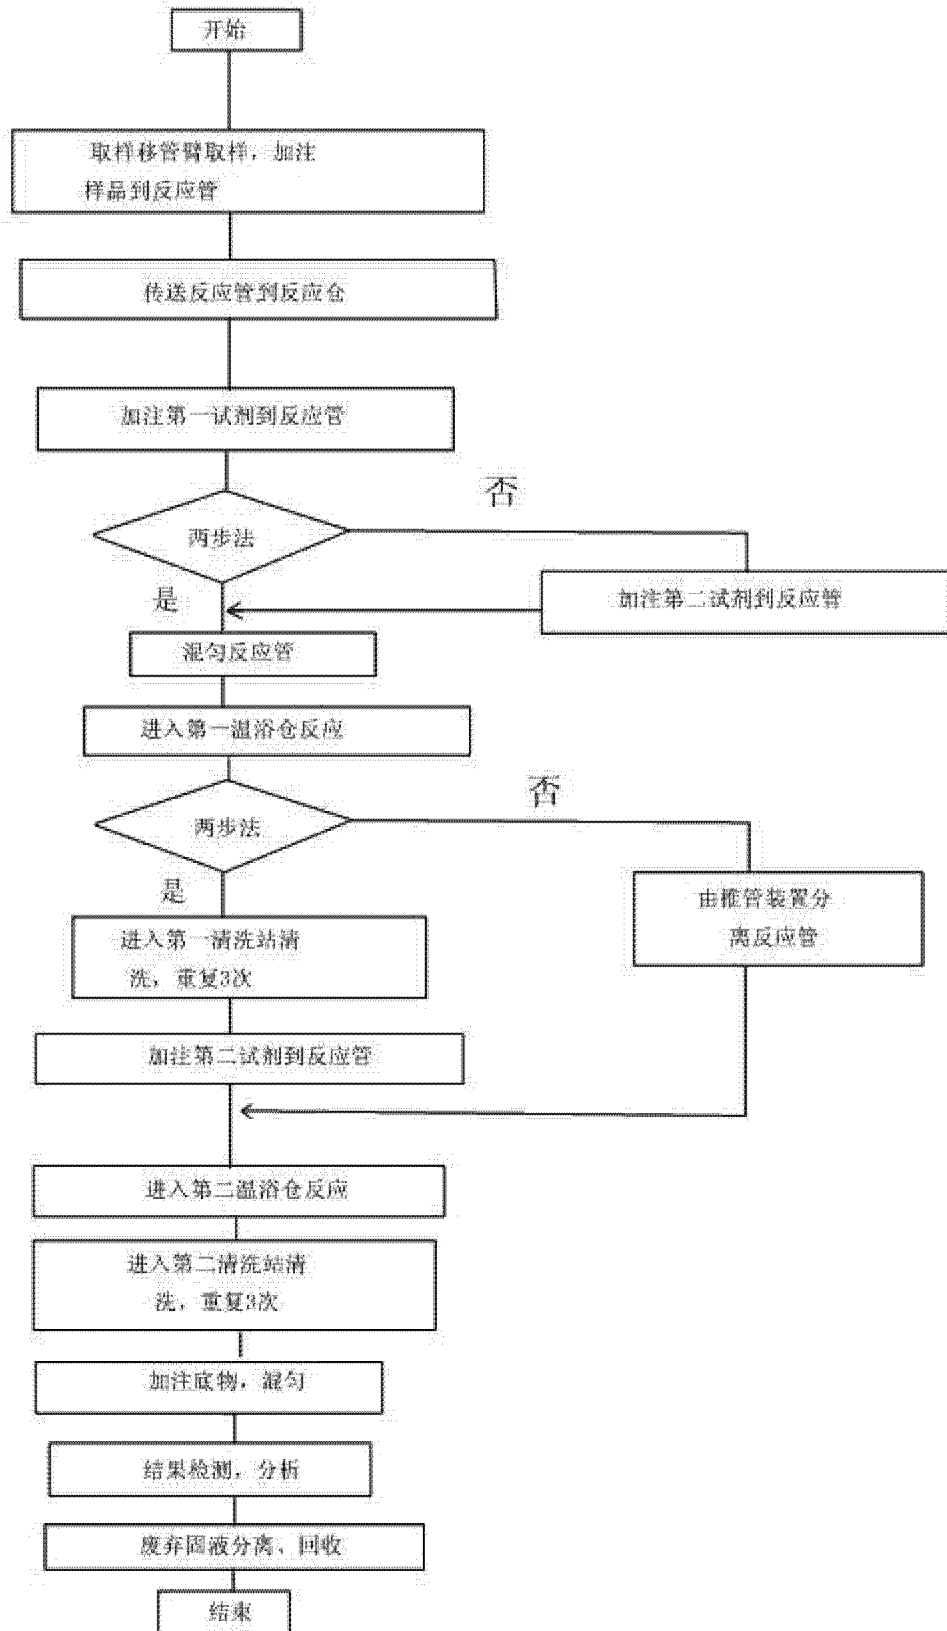 开始
取样移管臂取样，加注
样品到反应管
传送反应管到反应仓
加注第一试剂到反应管
否
两步法
加注第二试剂到反应管
是
混匀反应管
进入第一温浴仓反应
否
两步法
是
由推管装置分
离反应管
进入第一清洗站清
洗，重复3次
加注第二试剂到反应管
进入第二温浴仓反应
进入第二清洗站清
洗，重复3次
加注底物，混匀
结果检测，分析
废弃固液分离、回收
结束